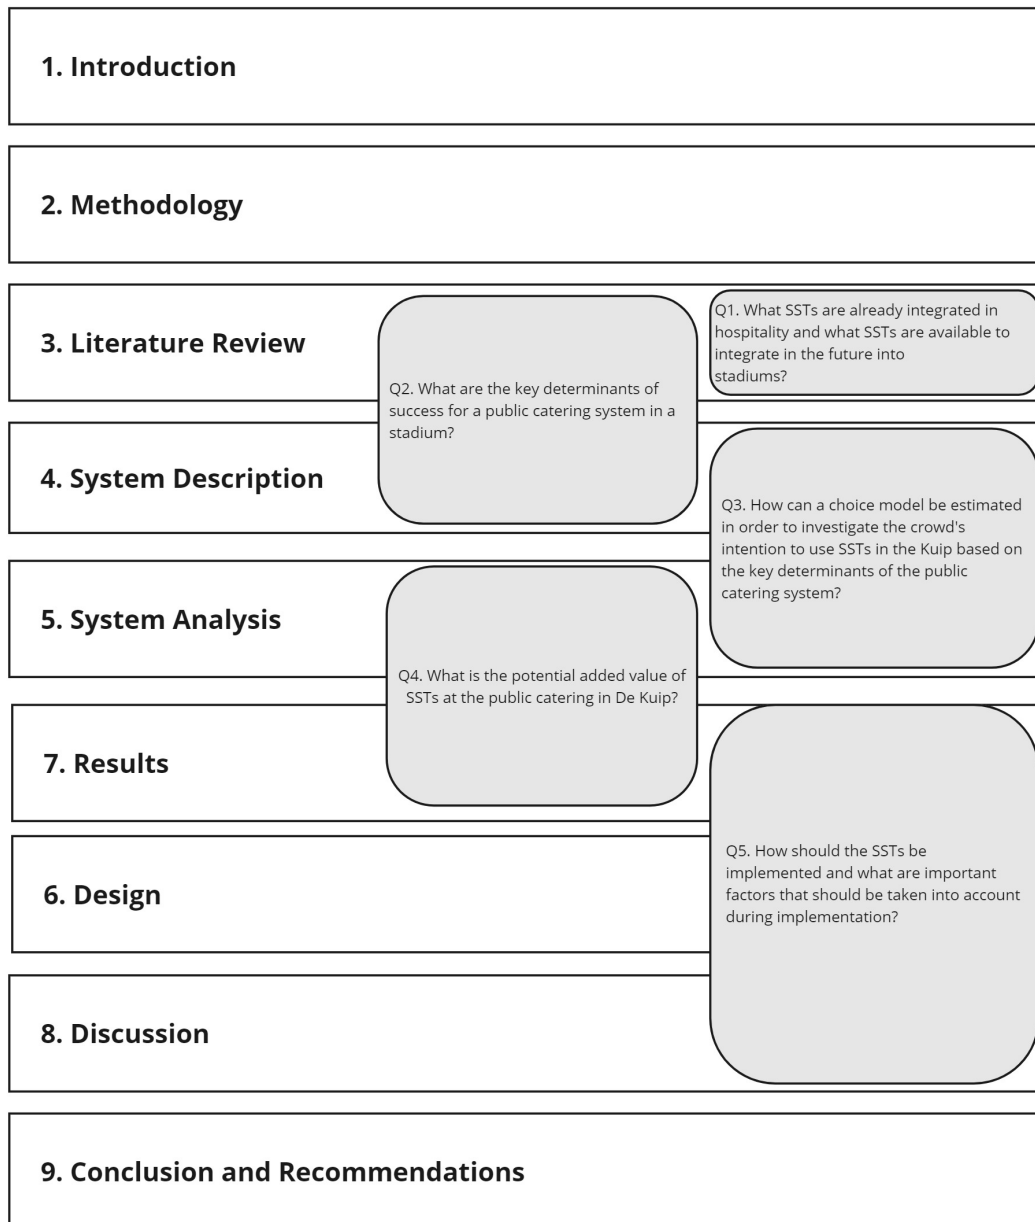 1. Introduction
2. Methodology
3. Literature Review
Q2. What are the key determinants of
success for a public catering system in a
stadium?
Q1. What SSTs are already integrated in
hospitality and what SSTs are available to
integrate in the future into
stadiums?
4. System Description
Q3. How can a choice model be estimated
in order to investigate the crowd's
intention to use SSTs in the Kuip based on
the key determinants of the public
catering system?
5. System Analysis
Q4. What is the potential added value of
SSTs at the public catering in De Kuip?
7. Results
6. Design
Q5. How should the SSTs be
implemented and what are important
factors that should be taken into account
during implementation?
8. Discussion
9. Conclusion and Recommendations